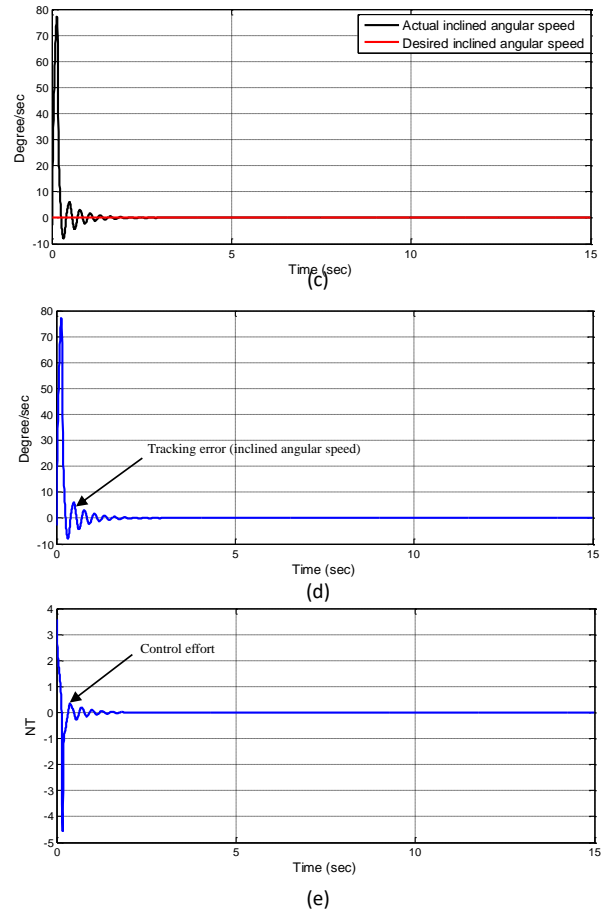 80
70
60
50
40
30
20
10
0
-10
Degree/sec
Actual inclined angular speed
Desired inclined angular speed
0 5 10 15
Time (sec)
(c)
80
70
60
50
40
30
20
10
0
-10
Degree/sec
Tracking error (inclined angular speed)
0 5 10 15
Time (sec)
(d)
4
3
2
1
0
-1
-2
-3
-4
-5
NT
Control effort
0 5 10 15
Time (sec)
(e)